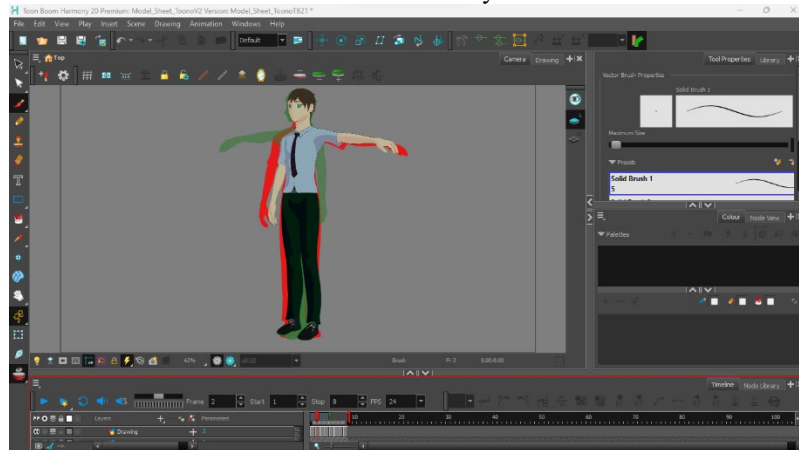 Toon Boom Harmony 20 Premium: Model_Sheet_ToonoV2 Version: Model_Sheet_ToonoTB21 *
File Edit View Play Insert Scene Drawing Animation Windows Help
Default
Top
Camera Drawing
Tool Properties Library
Vector Brush Properties
Solid Brush 1
Maximum Size
Presets
Solid Brush 1
5
Colour Node View
Palettes
47%
Brush
Fr 2
Timeline Node Library
Frame 2 Start 1 Stop 8 FPS 24
Layers Parameters
10 20 30 40 50 60 70 80 90 100
Drawing 2